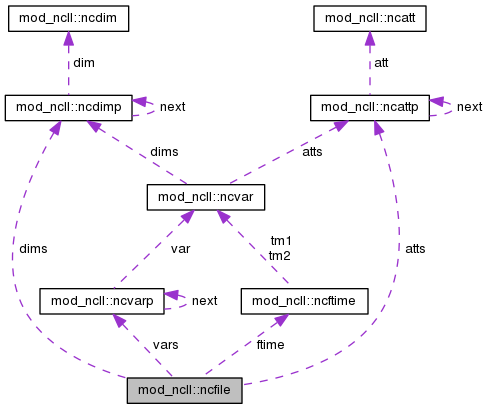 mod_ncll::ncdim
mod_ncll::ncatt
dim
att
mod_ncll::ncdimp
next
mod_ncll::ncattp
next
dims
atts
mod_ncll::ncvar
dims
var
tm1
tm2
atts
mod_ncll::ncvarp
next
mod_ncll::ncftime
vars
ftime
mod_ncll::ncfile